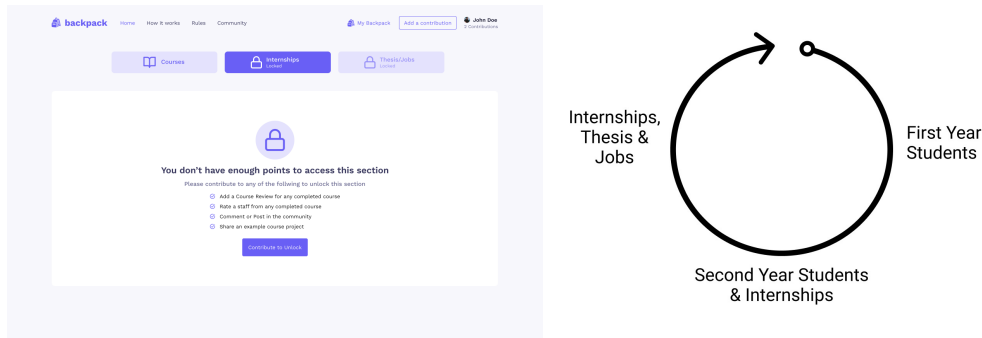 backpack
Home
How it works
Rules
Community
My Backpack
Add a contribution
John Doe
3 Contributions
Courses
Internships
Locked
Thesis/Jobs
Locked
You don't have enough points to access this section
Please contribute to any of the follwing to unlock this section
Add a Course Review for any completed course
Rate a staff from any completed course
Comment or Post in the community
Share an example course project
Contribute to Unlock
Internships,
Thesis &
Jobs
First Year
Students
Second Year Students
& Internships